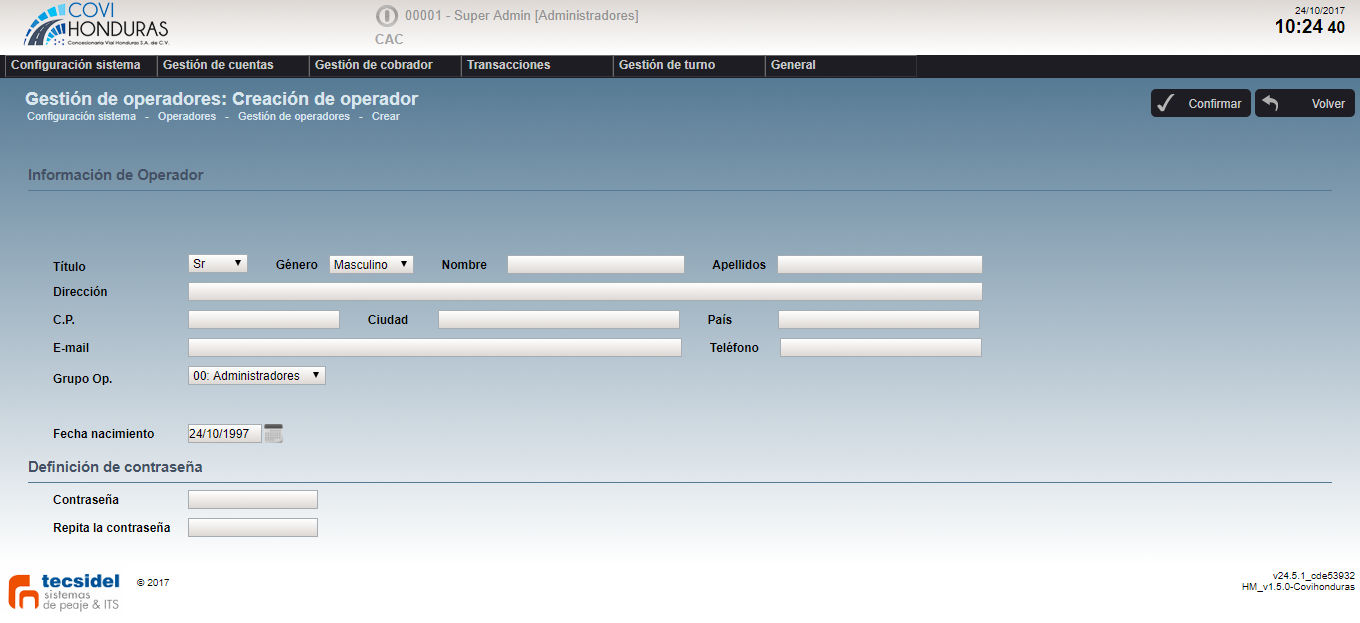 COVI
HONDURAS
Concesionaria Vial Honduras S.A. de C.V.
00001 - Super Admin [Administradores]
CAC
24/10/2017
10:24 40
Configuración sistema Gestión de cuentas Gestión de cobrador Transacciones Gestión de turno General
Gestión de operadores: Creación de operador
Configuración sistema - Operadores - Gestión de operadores - Crear
Confirmar Volver
Información de Operador
Título Sr Género Masculino Nombre Apellidos
Dirección
C.P. Ciudad País
E-mail Teléfono
Grupo Op. 00: Administradores
Fecha nacimiento 24/10/1997
Definición de contraseña
Contraseña
Repita la contraseña
tecsidel © 2017
sistemas
de peaje & ITS
v24.5.1_cde53932
HM_v1.5.0-Covihonduras